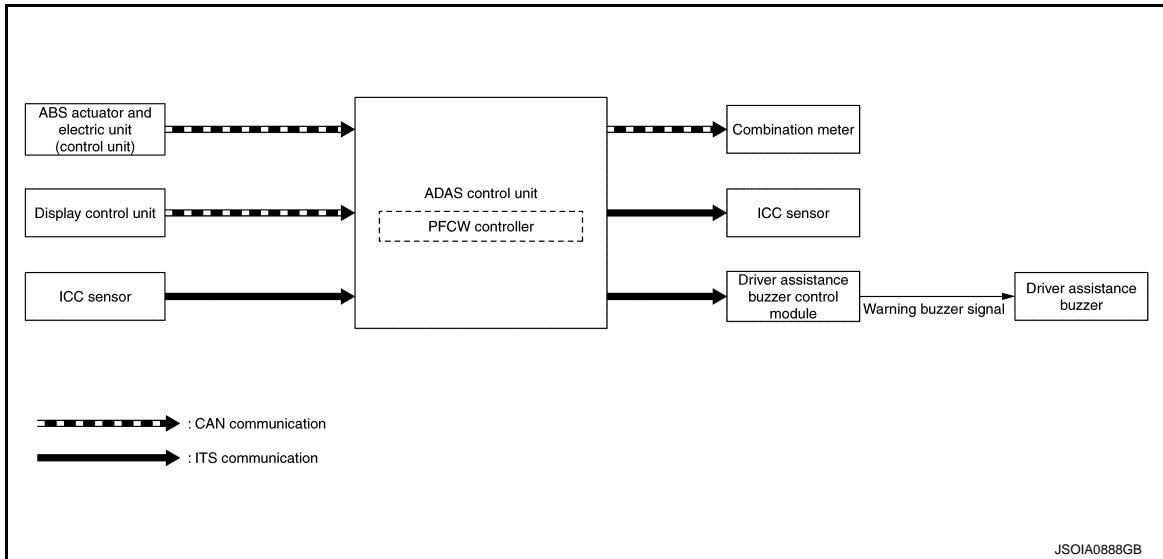 ABS actuator and
electric unit
(control unit)
Display control unit
ICC sensor
ADAS control unit
PFCW controller
Combination meter
ICC sensor
Driver assistance
buzzer control
module
Warning buzzer signal
Driver assistance
buzzer
: CAN communication
: ITS communication
JSOIA0888GB